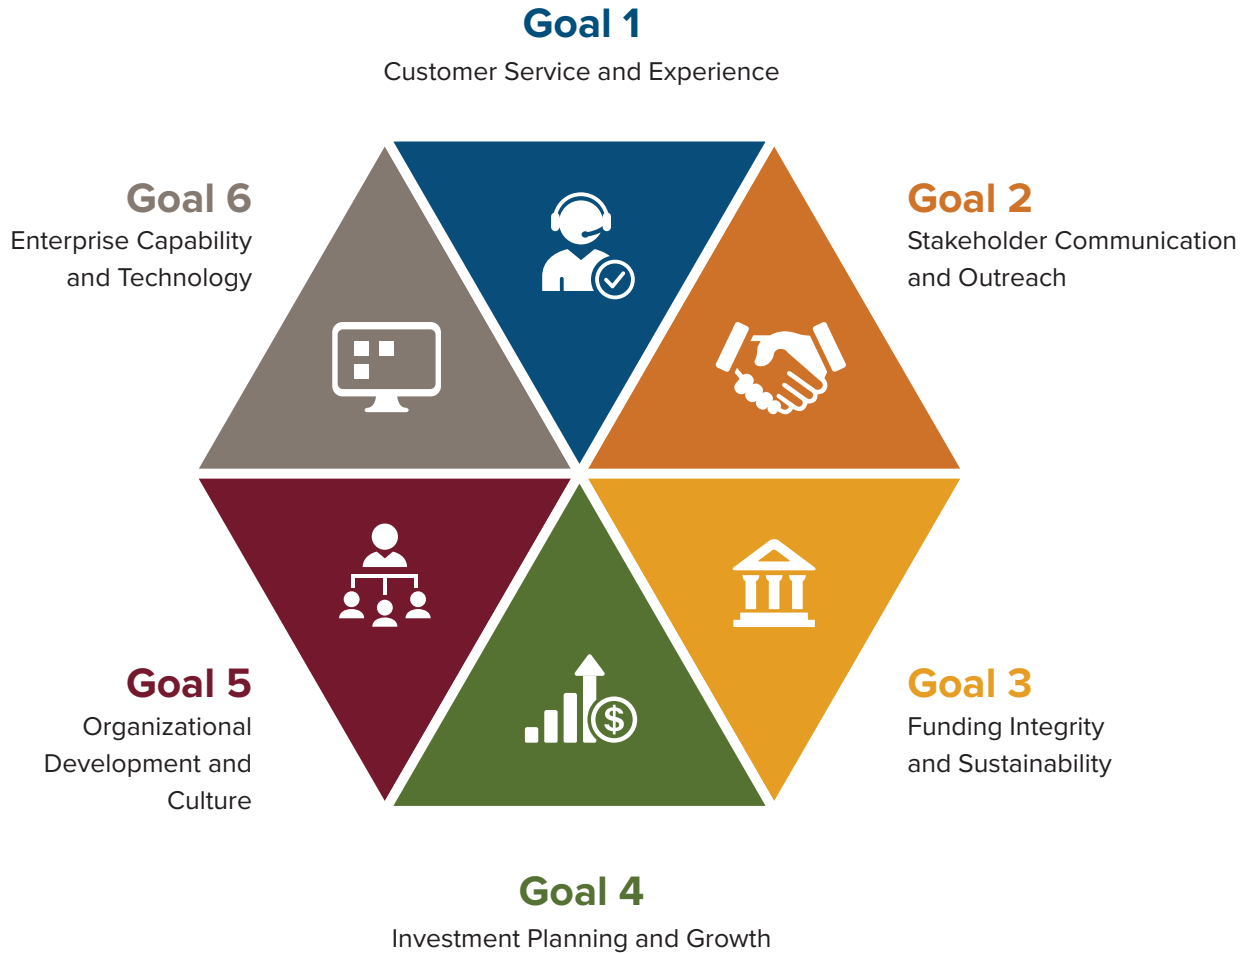 Goal 1
Customer Service and Experience
Goal 6
Enterprise Capability
and Technology
Goal 2
Stakeholder Communication
and Outreach
$
Goal 5
Organizational
Development and
Culture
Goal 3
Funding Integrity
and Sustainability
Goal 4
Investment Planning and Growth